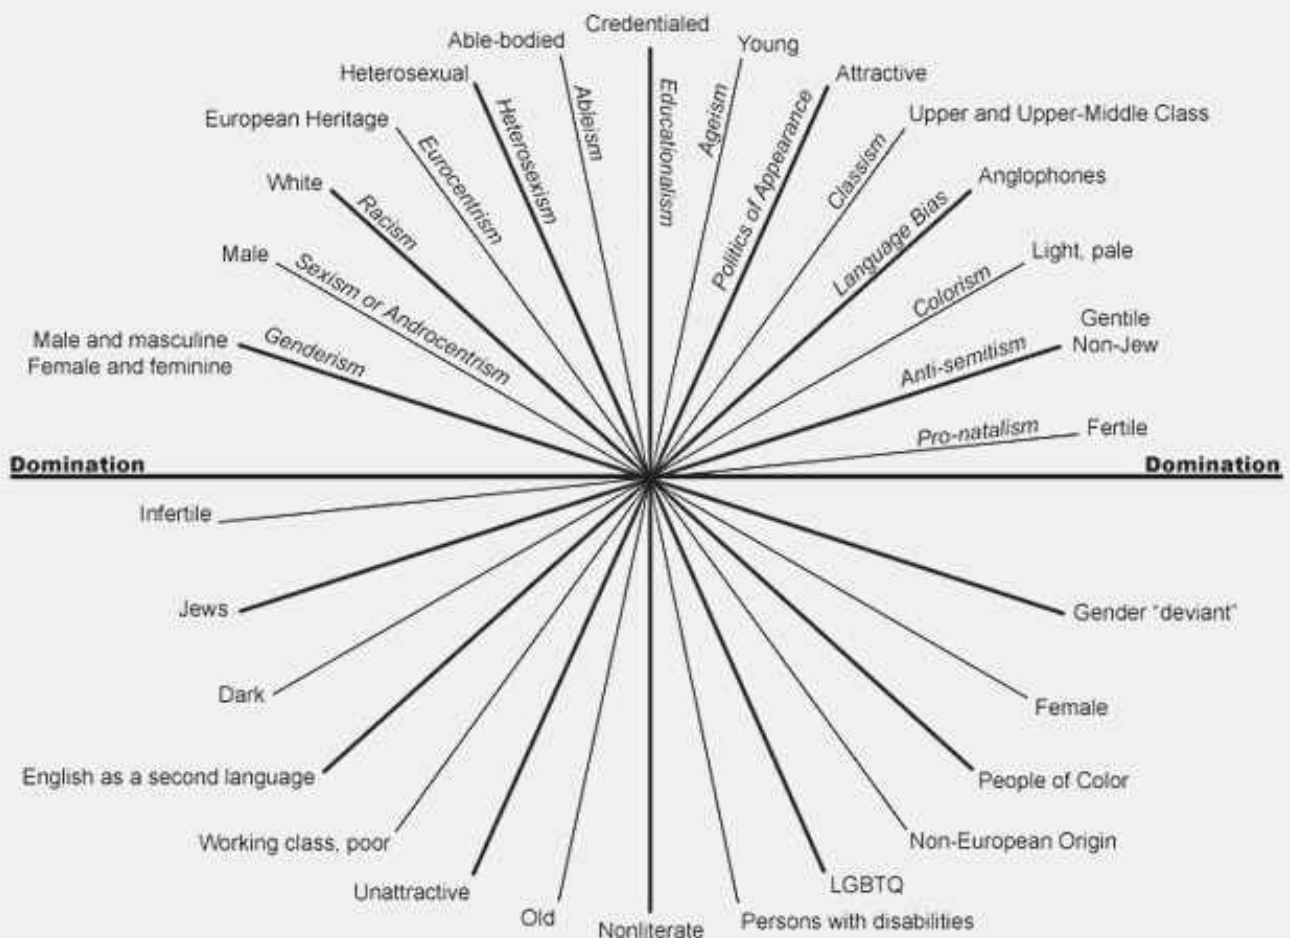 Credentialed
Able-bodied
Young
Heterosexual
Attractive
European Heritage
Upper and Upper-Middle Class
White
Anglophones
Male
Light, pale
Male and masculine
Female and feminine
Gentile
Non-Jew
Fertile
Genderism
Sexism or Androcentrism
Racism
Eurocentrism
Heterosexism
Ableism
Educationalism
Ageism
Politics of Appearance
Classism
Language Bias
Colorism
Anti-semitism
Pro-natalism
Domination
Domination
Infertile
Jews
Gender "deviant"
Dark
Female
English as a second language
People of Color
Working class, poor
Non-European Origin
Unattractive
LGBTQ
Old
Nonliterate
Persons with disabilities